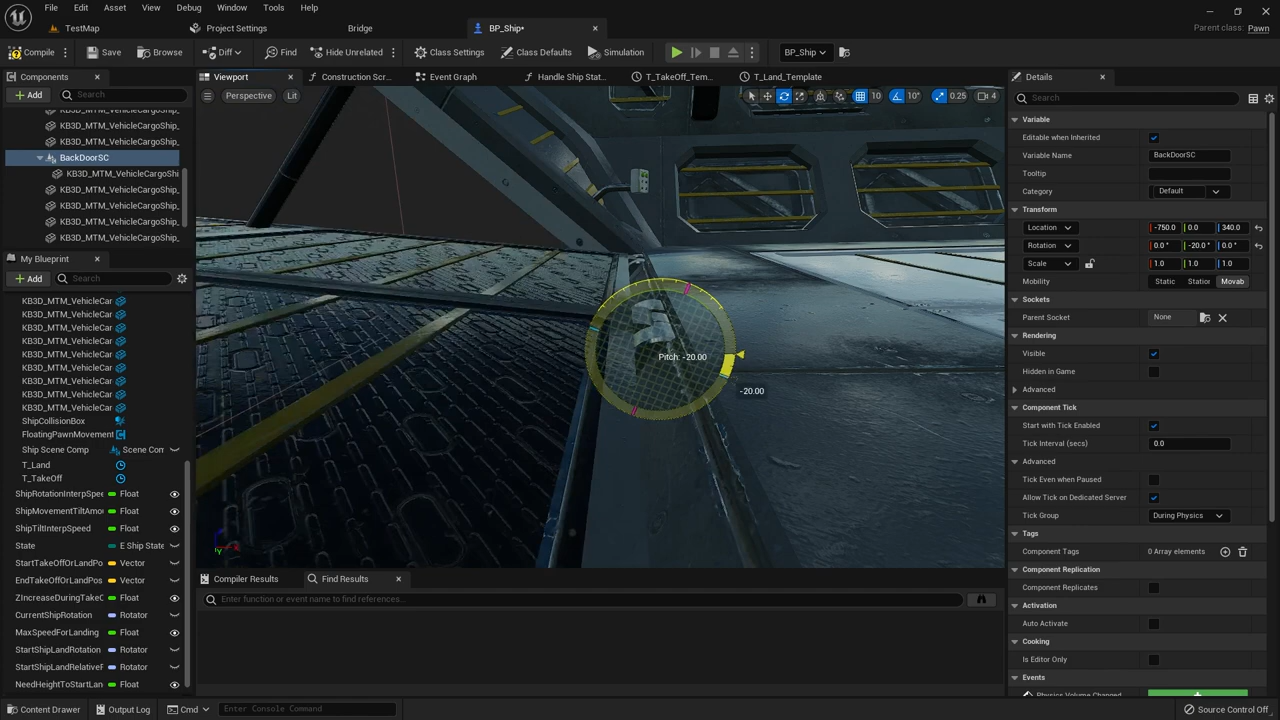 File Edit Asset View Debug Window Tools Help
TestMap Project Settings Bridge BP_Ship* Parent class: Pawn
Compile Save Browse Diff Find Hide Unrelated Class Settings Class Defaults Simulation BP_Ship
Components
Add Search
KB3D_MTM_VehicleCargoShip_
KB3D_MTM_VehicleCargoShip_
KB3D_MTM_VehicleCargoShip_
BackDoorSC
KB3D_MTM_VehicleCargoShi
KB3D_MTM_VehicleCargoShip_
KB3D_MTM_VehicleCargoShip_
KB3D_MTM_VehicleCargoShip_
KB3D_MTM_VehicleCargoShip_
My Blueprint
Add Search
KB3D_MTM_VehicleCar
KB3D_MTM_VehicleCar
KB3D_MTM_VehicleCar
KB3D_MTM_VehicleCar
KB3D_MTM_VehicleCar
KB3D_MTM_VehicleCar
KB3D_MTM_VehicleCar
KB3D_MTM_VehicleCar
KB3D_MTM_VehicleCar
ShipCollisionBox
FloatingPawnMovement
Ship Scene Comp Scene Com
T_Land
T_TakeOff
ShipRotationInterpSpee Float
ShipMovementTiltAmou Float
ShipTiltInterpSpeed Float
State E Ship State
StartTakeOffOrLandPo Vector
EndTakeOffOrLandPos Vector
ZIncreaseDuringTakeO Float
CurrentShipRotation Rotator
MaxSpeedForLanding Float
StartShipLandRotation Rotator
StartShipLandRelativeR Rotator
NeedHeightToStartLan Float
Viewport Construction Scr... Event Graph Handle Ship Stat... T_TakeOff_Tem... T_Land_Template
Perspective Lit 10 10° 0.25 4
Pitch: -20.00
-20.00
Compiler Results Find Results
Enter function or event name to find references...
Details
Search
Variable
Editable when Inherited
Variable Name BackDoorSC
Tooltip
Category Default
Transform
Location -750.0 0.0 340.0
Rotation 0.0 ° -20.0 ° 0.0 °
Scale 1.0 1.0 1.0
Mobility Static Station Movab
Sockets
Parent Socket None
Rendering
Visible
Hidden in Game
Advanced
Component Tick
Start with Tick Enabled
Tick Interval (secs) 0.0
Advanced
Tick Even when Paused
Allow Tick on Dedicated Server
Tick Group During Physics
Tags
Component Tags 0 Array elements
Component Replication
Component Replicates
Activation
Auto Activate
Cooking
Is Editor Only
Events
Physics Volume Changed
Content Drawer Output Log Cmd Enter Console Command Source Control Off